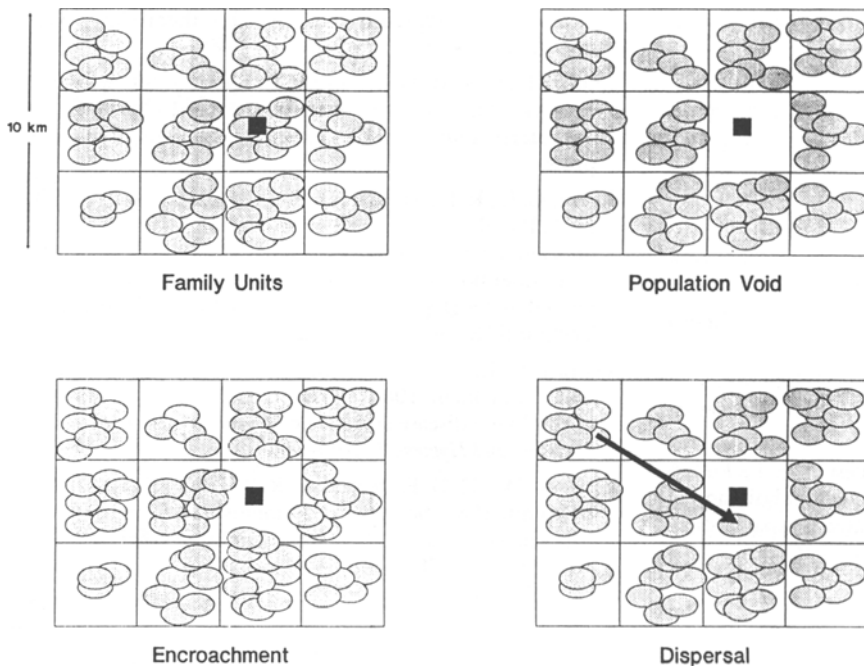 10 km
Family Units
Population Void
Encroachment
Dispersal